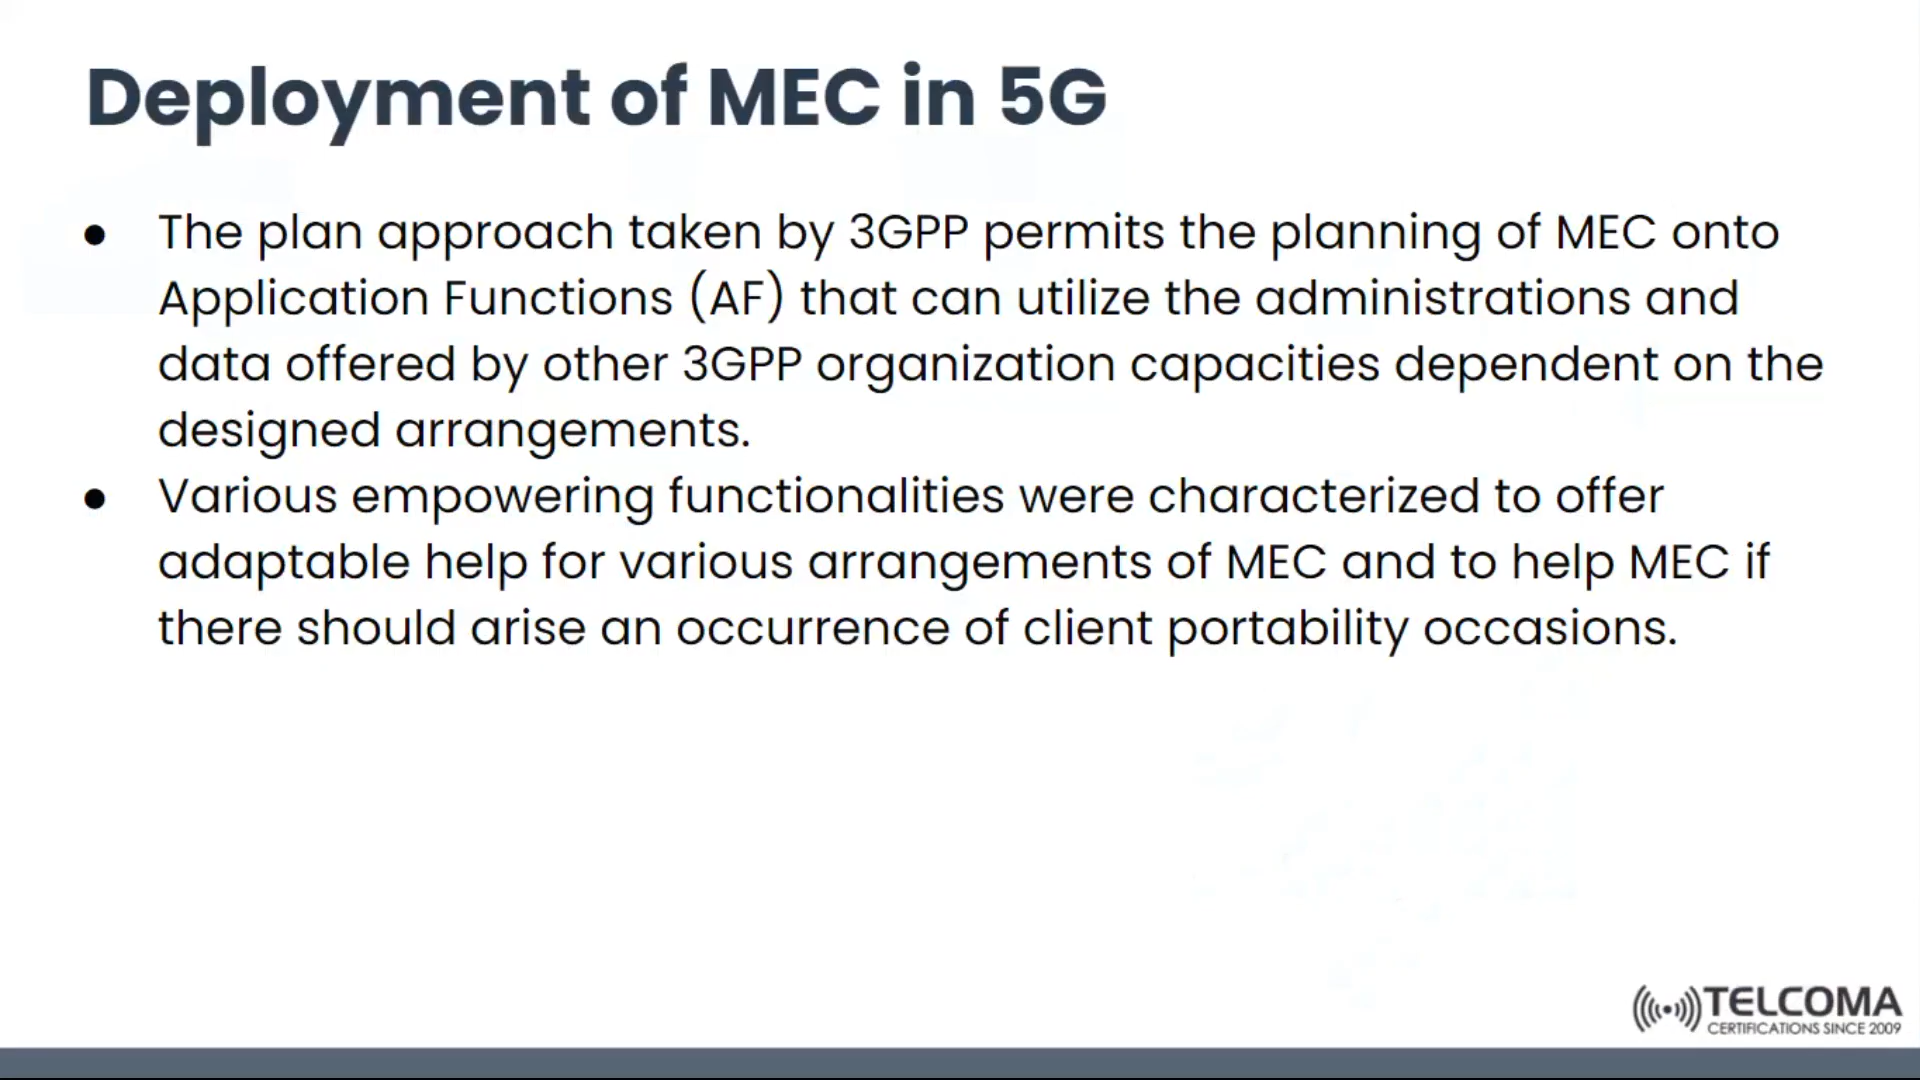 Deployment of MEC in 5G
● The plan approach taken by 3GPP permits the planning of MEC onto
Application Functions (AF) that can utilize the administrations and
data offered by other 3GPP organization capacities dependent on the
designed arrangements.
● Various empowering functionalities were characterized to offer
adaptable help for various arrangements of MEC and to help MEC if
there should arise an occurrence of client portability occasions.
TELCOMA
CERTIFICATIONS SINCE 2009